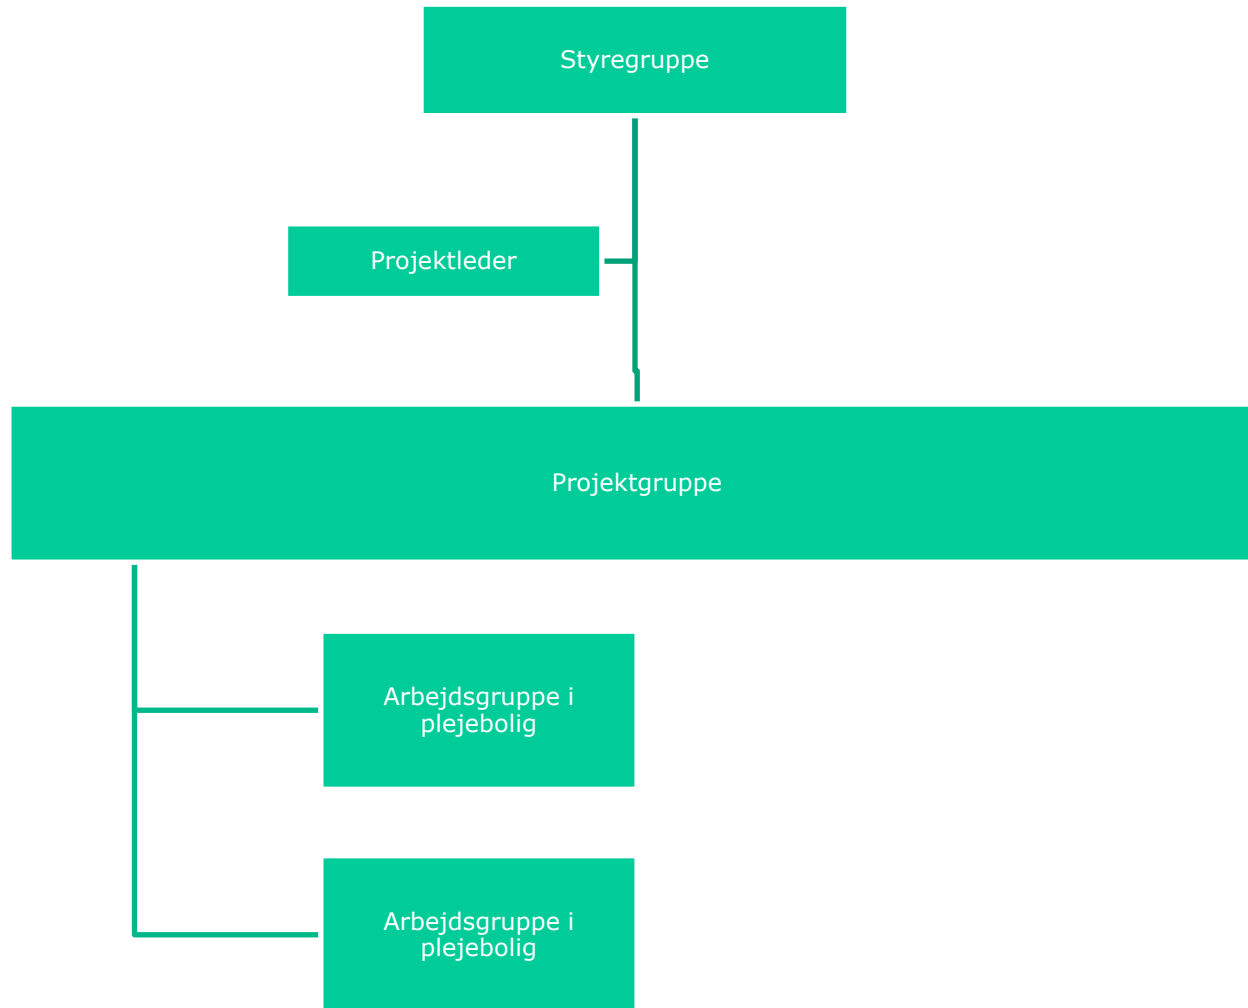 Styregruppe
Projektleder
Projektgruppe
Arbejdsgruppe i
plejebolig
Arbejdsgruppe i
plejebolig